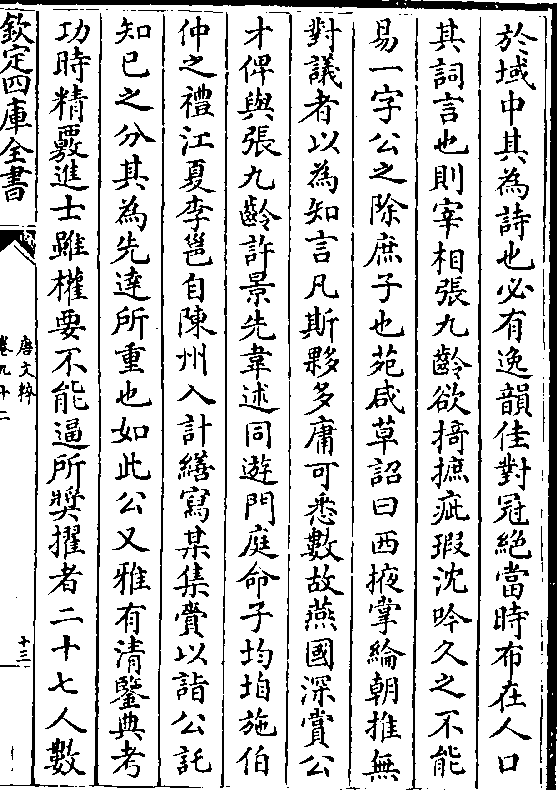 於域中其為詩也必有逸韻佳對冠絶當時布在人口
其詞言也則宰相張九齡欲掎摭疵瑕沈吟久之不能
易一字公之除庶子也苑咸草詔曰西掖掌綸朝推無
對議者以為知言凡斯夥多庸可悉數故燕國深賞公
才俾與張九齡許景先韋述同遊門庭命子均垍施伯
仲之禮江夏李邕自陳州入計繕寫某集賷以詣公託
知已之分其為先達所重也如此公又雅有清鑒典考
功時精覈進士雖權要不能逼所奬擢者二十七人數
欽定四庫全書
唐文粹
卷九十二
十三